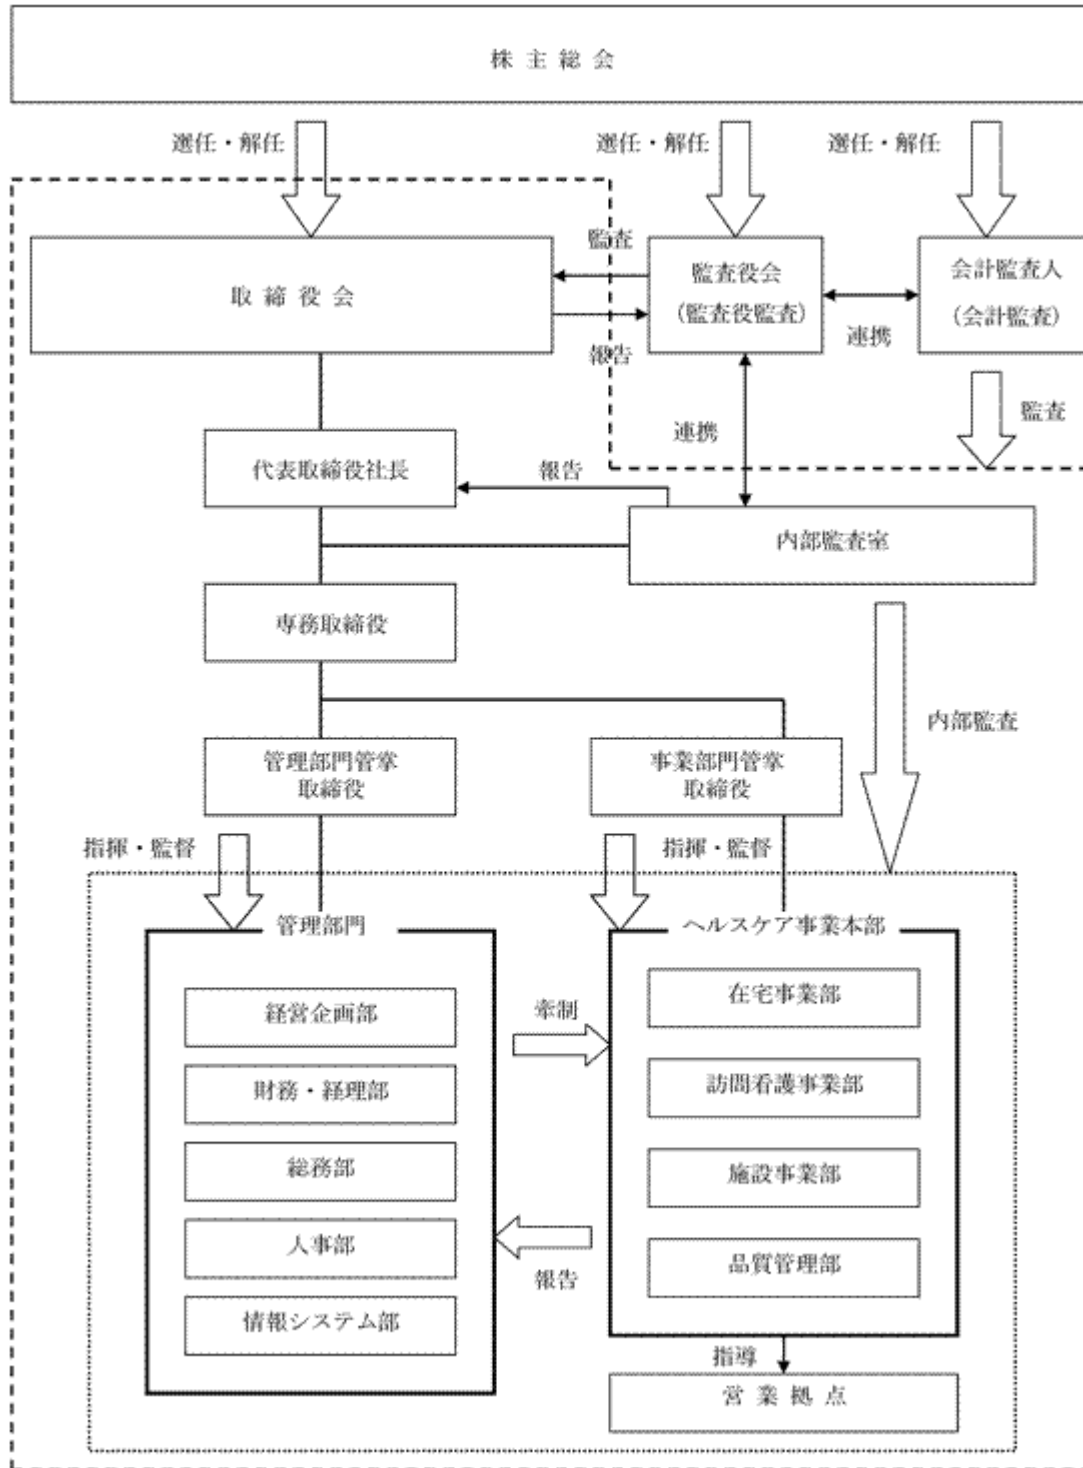 株主総会
選任・解任
選任・解任
選任・解任
取締役会
監査
報告
監査役会
（監査役監査）
連携
会計監査人
（会計監査）
監査
連携
代表取締役社長
報告
内部監査室
専務取締役
内部監査
管理部門管掌
取締役
事業部門管掌
取締役
指揮・監督
指揮・監督
管理部門
経営企画部
財務・経理部
総務部
人事部
情報システム部
牽制
報告
ヘルスケア事業本部
在宅事業部
訪問看護事業部
施設事業部
品質管理部
指導
営業拠点